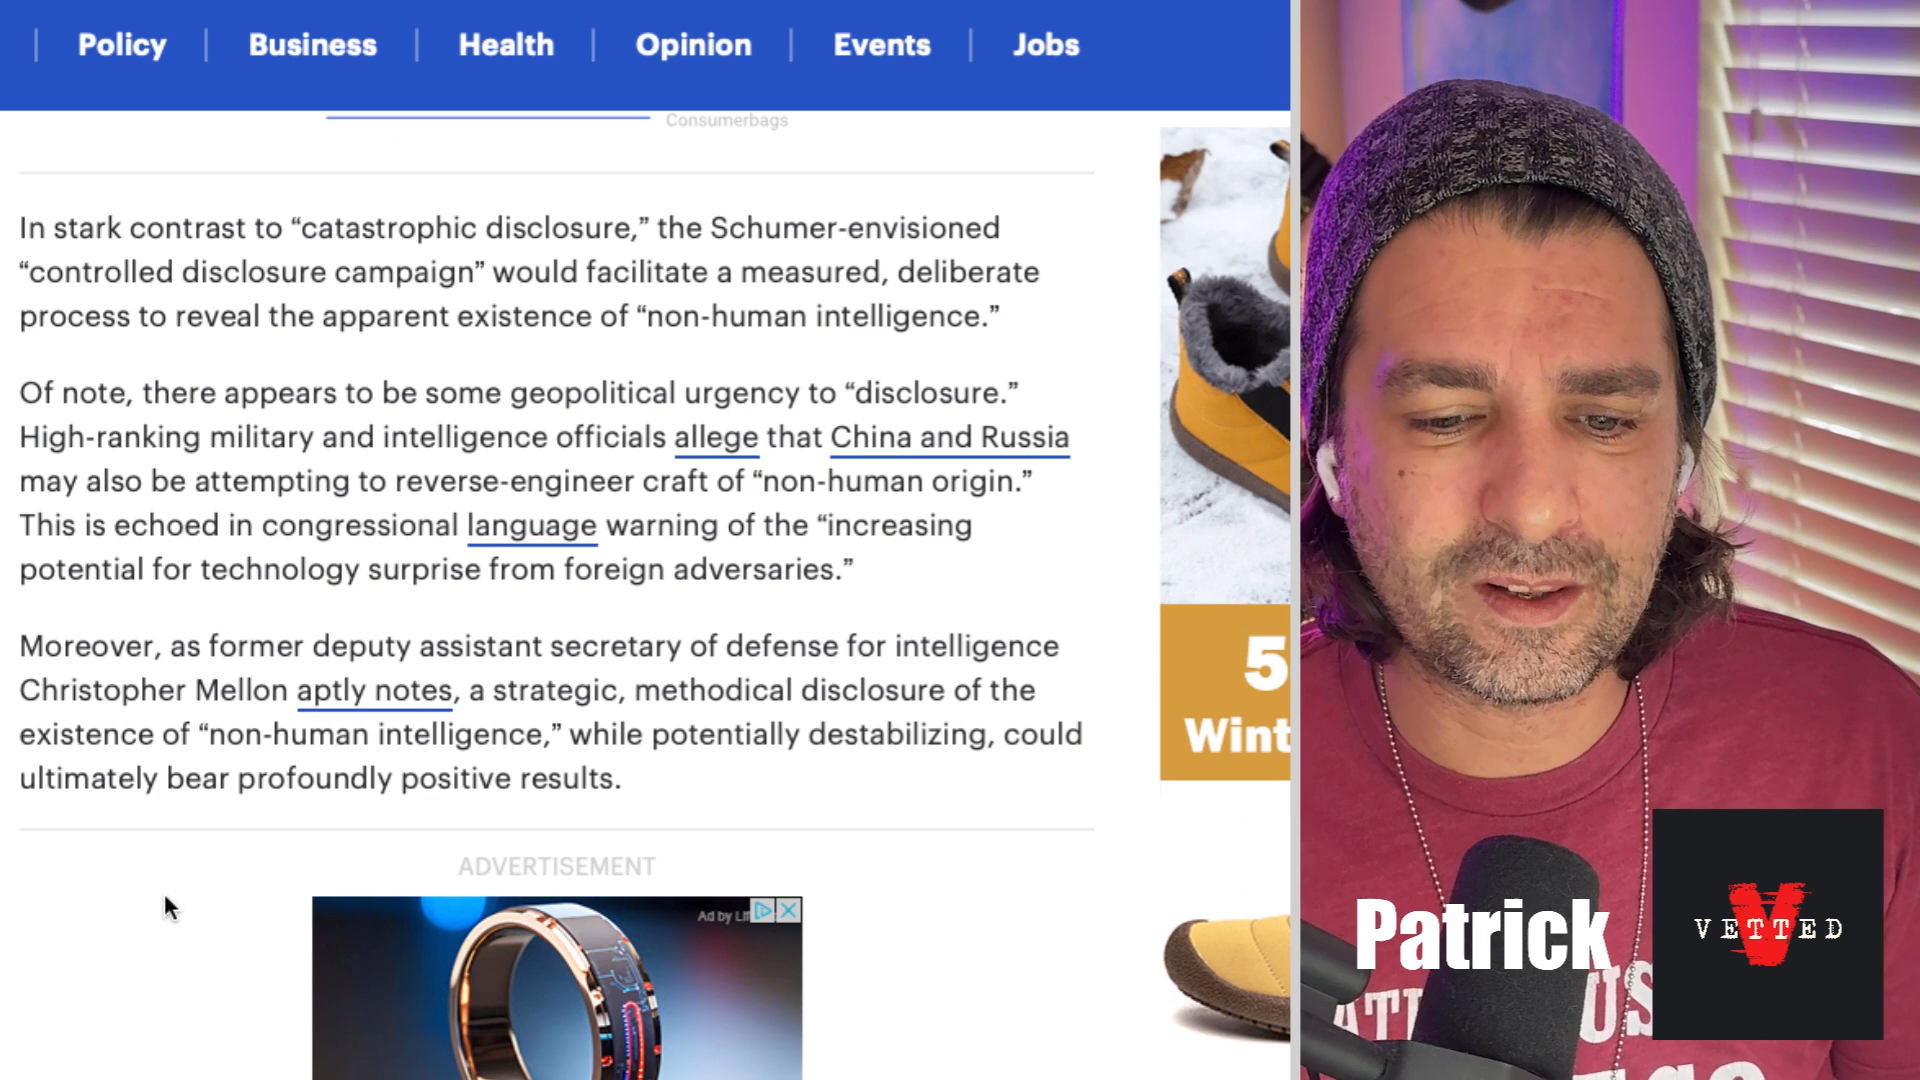 Policy
Business
Health
Opinion
Events
Jobs
Consumerbags
In stark contrast to “catastrophic disclosure,” the Schumer-envisioned
“controlled disclosure campaign” would facilitate a measured, deliberate
process to reveal the apparent existence of “non-human intelligence.”
Of note, there appears to be some geopolitical urgency to “disclosure.”
High-ranking military and intelligence officials allege that China and Russia
may also be attempting to reverse-engineer craft of “non-human origin.”
This is echoed in congressional language warning of the “increasing
potential for technology surprise from foreign adversaries.”
Moreover, as former deputy assistant secretary of defense for intelligence
Christopher Mellon aptly notes, a strategic, methodical disclosure of the
existence of “non-human intelligence,” while potentially destabilizing, could
ultimately bear profoundly positive results.
ADVERTISEMENT
Ad by
5
Wint
Patrick
VETTED